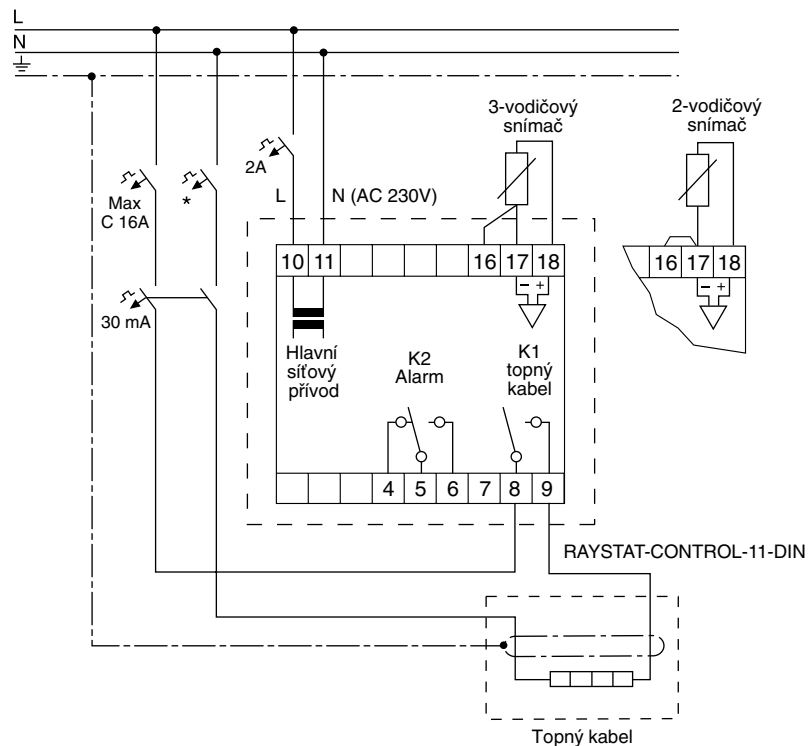 L
N
3-vodičový
snímač
2-vodičový
snímač
2A
L
N (AC 230V)
Max
C 16A
*
10 11 16 17 18
16 17 18
- +
- +
30 mA
Hlavní
síťový
přívod
K2
Alarm
K1
topný
kabel
4 5 6 7 8 9
RAYSTAT-CONTROL-11-DIN
Topný kabel